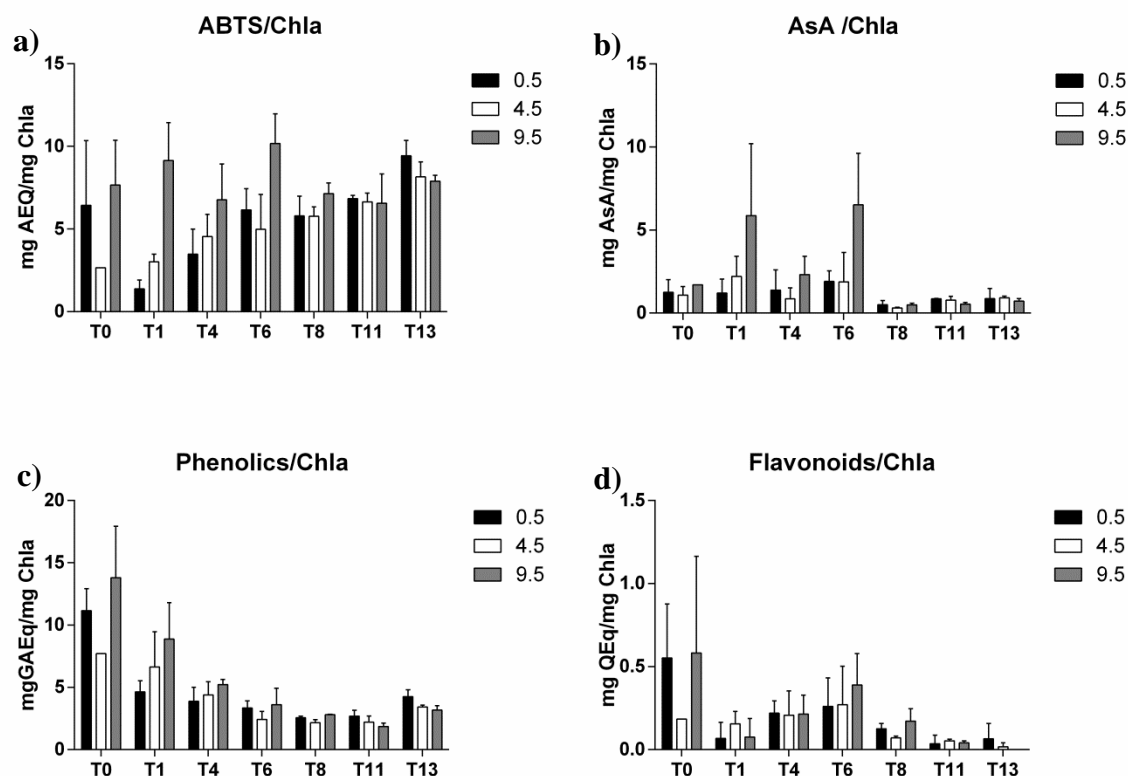 a)
ABTS/Chla
mg AEQ/mg Chla
15
10
5
0
T0 T1 T4 T6 T8 T11 T13
0.5
4.5
9.5
b)
AsA /Chla
mg AsA/mg Chla
15
10
5
0
T0 T1 T4 T6 T8 T11 T13
0.5
4.5
9.5
c)
Phenolics/Chla
mgGAEq/mg Chla
20
15
10
5
0
T0 T1 T4 T6 T8 T11 T13
0.5
4.5
9.5
d)
Flavonoids/Chla
mg QEq/mg Chla
1.5
1.0
0.5
0.0
T0 T1 T4 T6 T8 T11 T13
0.5
4.5
9.5